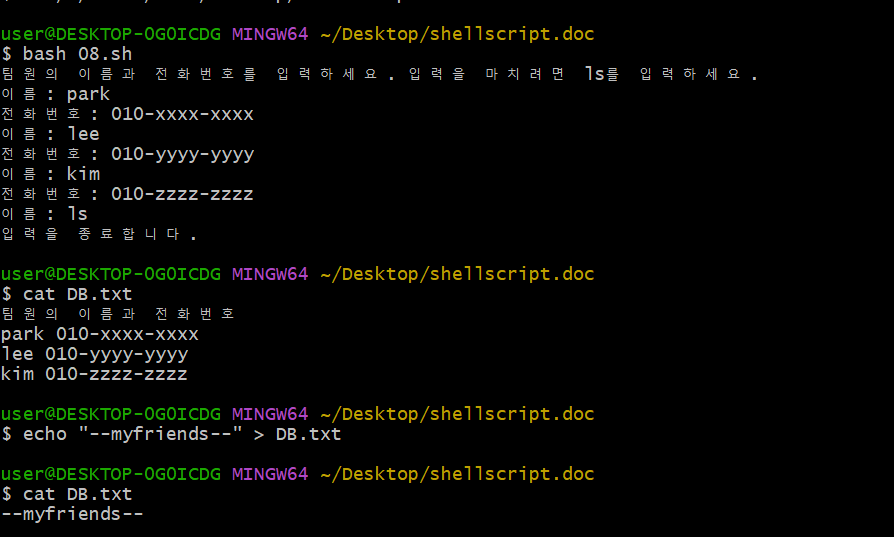 user@DESKTOP-0G0ICDG MINGW64 ~/Desktop/shellscript.doc
$ bash 08.sh
팀원의 이름과 전화번호를 입력하세요. 입력을 마치려면 ls를 입력하세요.
이름: park
전화번호: 010-xxxx-xxxx
이름: lee
전화번호: 010-yyyy-yyyy
이름: kim
전화번호: 010-zzzz-zzzz
이름: ls
입력을 종료합니다.
user@DESKTOP-0G0ICDG MINGW64 ~/Desktop/shellscript.doc
$ cat DB.txt
팀원의 이름과 전화번호
park 010-xxxx-xxxx
lee 010-yyyy-yyyy
kim 010-zzzz-zzzz
user@DESKTOP-0G0ICDG MINGW64 ~/Desktop/shellscript.doc
$ echo "--myfriends--" > DB.txt
user@DESKTOP-0G0ICDG MINGW64 ~/Desktop/shellscript.doc
$ cat DB.txt
--myfriends--